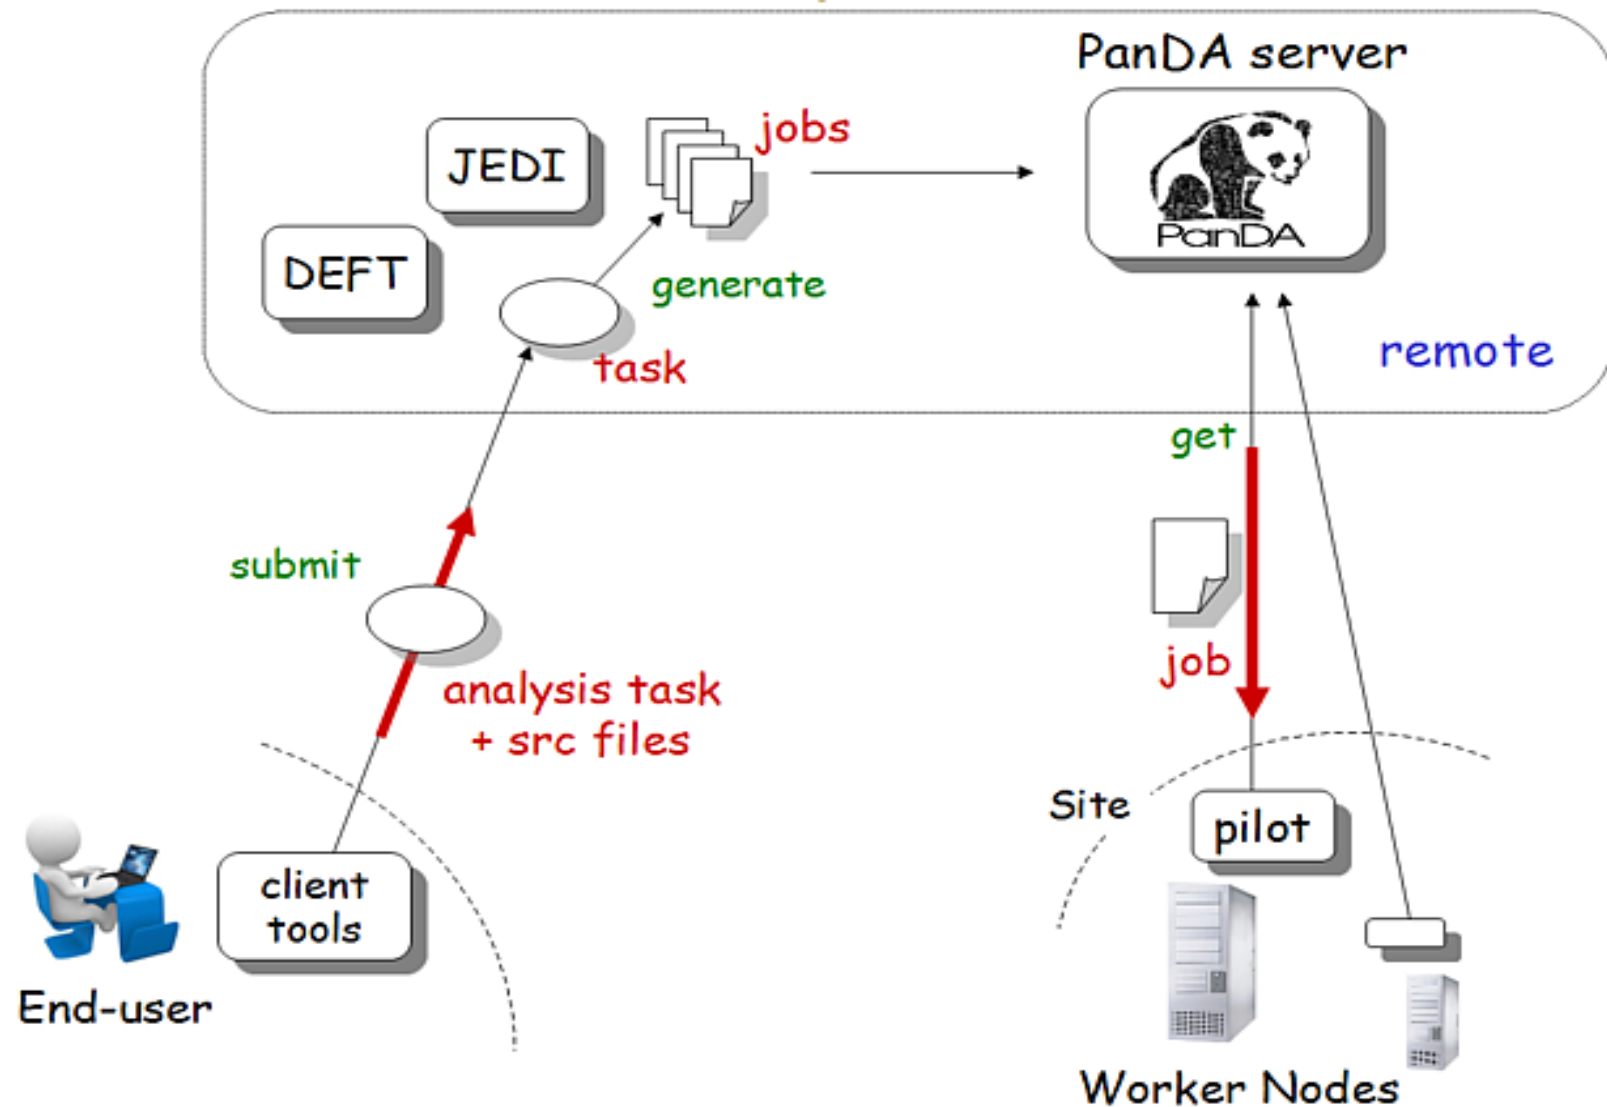 PanDA server
jobs
JEDI
PanDA
DEFT
generate
task
remote
get
submit
job
analysis task
+ src files
Site
pilot
client
tools
End-user
Worker Nodes